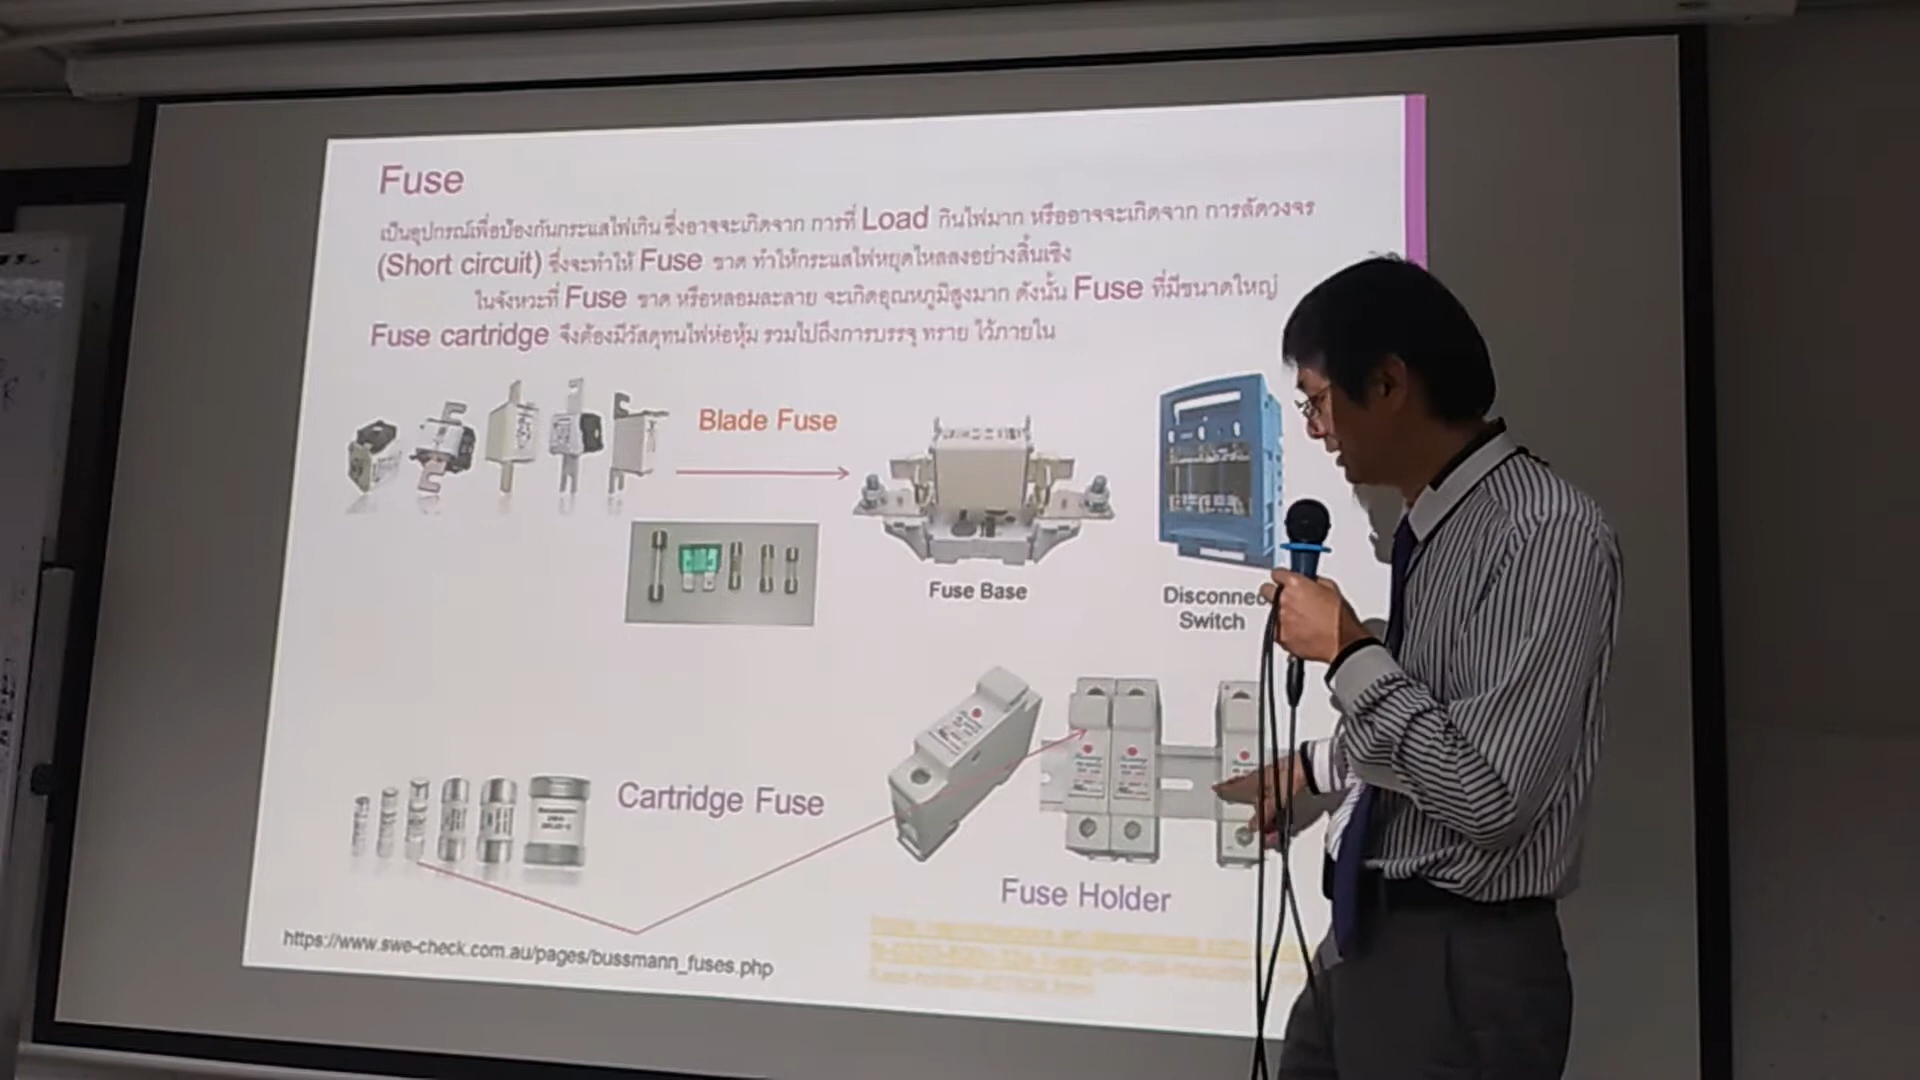 Fuse
เป็นอุปกรณ์เพื่อป้องกันกระแสไฟเกิน ซึ่งอาจจะเกิดจาก การที่ Load กินไฟมาก หรืออาจจะเกิดจาก การลัดวงจร
(Short circuit) ซึ่งจะทำให้ Fuse ขาด ทำให้กระแสไฟหยุดไหลลงอย่างสิ้นเชิง
ในจังหวะที่ Fuse ขาด หรือหลอมละลาย จะเกิดอุณหภูมิสูงมาก ดังนั้น Fuse ที่มีขนาดใหญ่
Fuse cartridge จึงต้องมีวัสดุทนไฟห่อหุ้ม รวมไปถึงการบรรจุ ทราย ไว้ภายใน
Blade Fuse
Fuse Base
Disconnec
Switch
Cartridge Fuse
Fuse Holder
https://www.swe-check.com.au/pages/bussmann_fuses.php